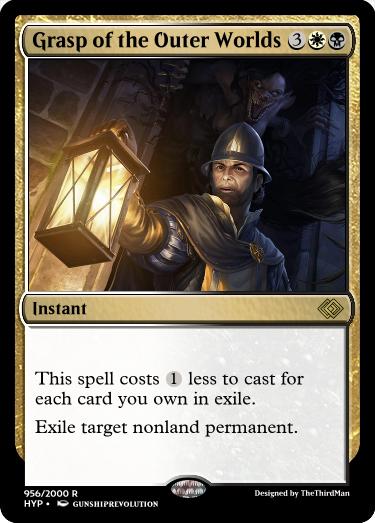 Grasp of the Outer Worlds 3
Instant
This spell costs 1 less to cast for
each card you own in exile.
Exile target nonland permanent.
956/2000 R
HYP • GUNSHIPREVOLUTION
Designed by TheThirdMan